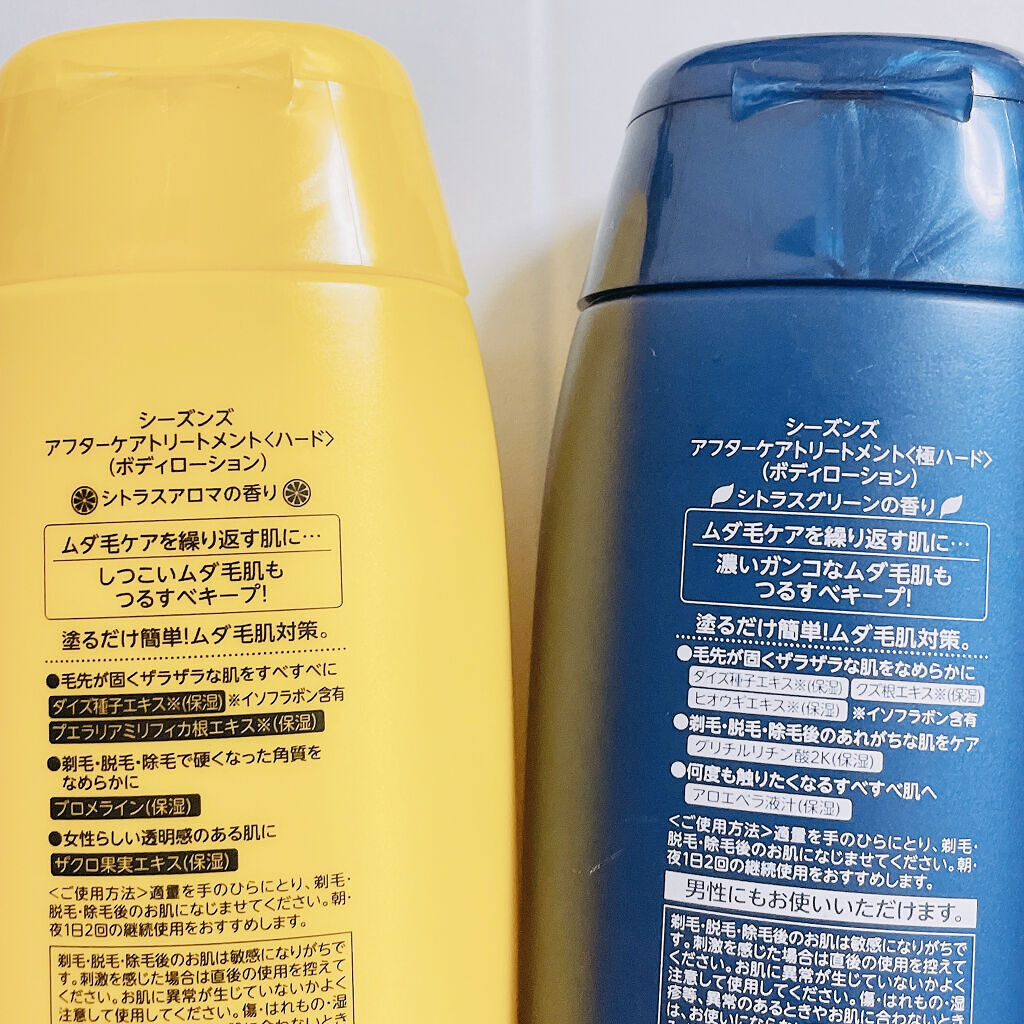 シーズンズ
アフターケアトリートメント〈ハード〉
(ボディローション)
シトラスアロマの香り
ムダ毛ケアを繰り返す肌に…
しつこいムダ毛肌も
つるすべキープ!
塗るだけ簡単!ムダ毛肌対策。
●毛先が固くザラザラな肌をすべすべに
ダイズ種子エキス※(保湿) ※イソフラボン含有
プエラリアミリフィカ根エキス※(保湿)
●剃毛・脱毛・除毛で硬くなった角質を
なめらかに
ブロメライン(保湿)
●女性らしい透明感のある肌に
ザクロ果実エキス(保湿)
<ご使用方法>適量を手のひらにとり、剃毛・
脱毛・除毛後のお肌になじませてください。朝・
夜1日2回の継続使用をおすすめします。
剃毛・脱毛・除毛後のお肌は敏感になりがちで
す。刺激を感じた場合は直後の使用を控えて
ください。お肌に異常が生じていないかよく
注意して使用してください。傷・はれもの・湿
シーズンズ
アフターケアトリートメント〈極ハード〉
(ボディローション)
シトラスグリーンの香り
ムダ毛ケアを繰り返す肌に…
濃いガンコなムダ毛肌も
つるすべキープ!
塗るだけ簡単!ムダ毛肌対策。
●毛先が固くザラザラな肌をなめらかに
ダイズ種子エキス※(保湿) クズ根エキス※(保湿)
ヒオウギエキス※(保湿) ※イソフラボン含有
●剃毛・脱毛・除毛後のあれがちな肌をケア
グリチルリチン酸2K(保湿)
●何度も触りたくなるすべすべ肌へ
アロエベラ液汁(保湿)
<ご使用方法>適量を手のひらにとり、剃毛・
脱毛・除毛後のお肌になじませてください。朝・
夜1日2回の継続使用をおすすめします。
男性にもお使いいただけます。
剃毛・脱毛・除毛後のお肌は敏感になりがちで
す。刺激を感じた場合は直後の使用を控えて
ください。お肌に異常が生じていないかよく
注意して使用してください。傷・はれもの・湿
疹等、異常のあるときやお肌に合わないとき
は、お使いになら